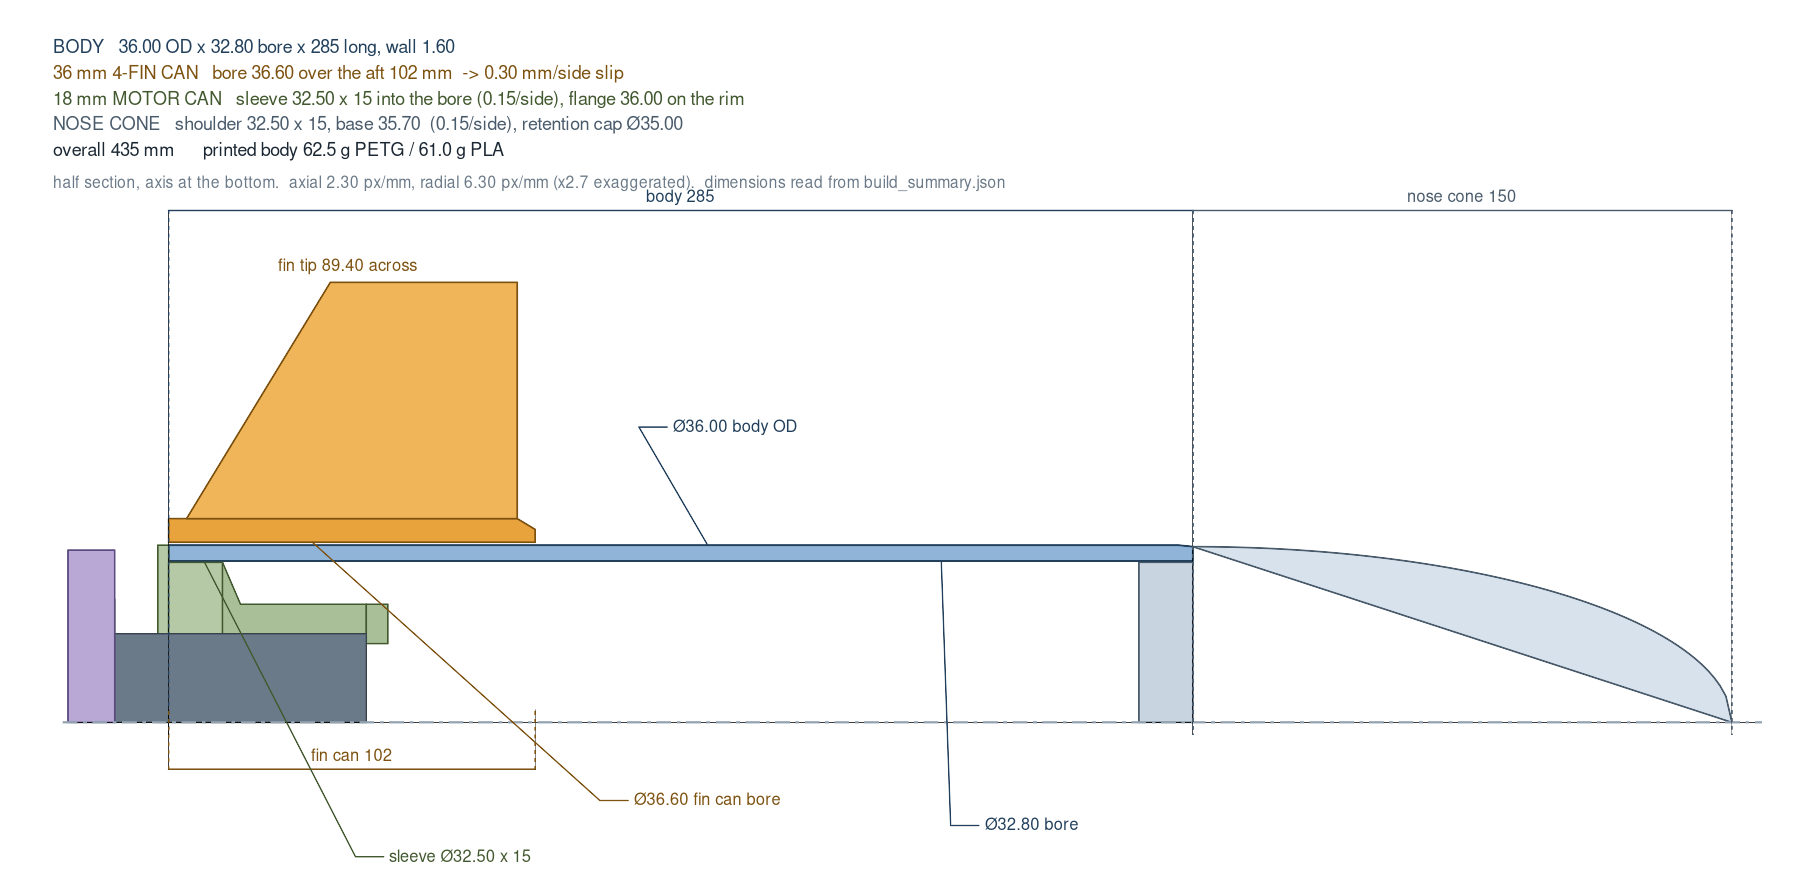 BODY   36.00 OD x 32.80 bore x 285 long, wall 1.60
36 mm 4-FIN CAN   bore 36.60 over the aft 102 mm  -> 0.30 mm/side slip
18 mm MOTOR CAN   sleeve 32.50 x 15 into the bore (0.15/side), flange 36.00 on the rim
NOSE CONE   shoulder 32.50 x 15, base 35.70  (0.15/side), retention cap Ø35.00
overall 435 mm      printed body 62.5 g PETG / 61.0 g PLA
half section, axis at the bottom.  axial 2.30 px/mm, radial 6.30 px/mm (x2.7 exaggerated).  dimensions read from build_summary.json
body 285
nose cone 150
fin tip 89.40 across
Ø36.00 body OD
fin can 102
Ø36.60 fin can bore
Ø32.80 bore
sleeve Ø32.50 x 15